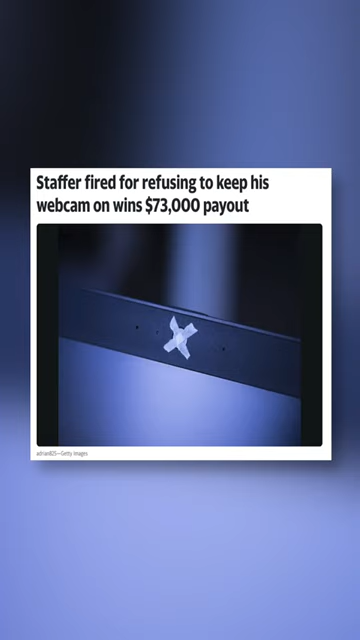 Staffer fired for refusing to keep his
webcam on wins $73,000 payout
adrian825—Getty Images